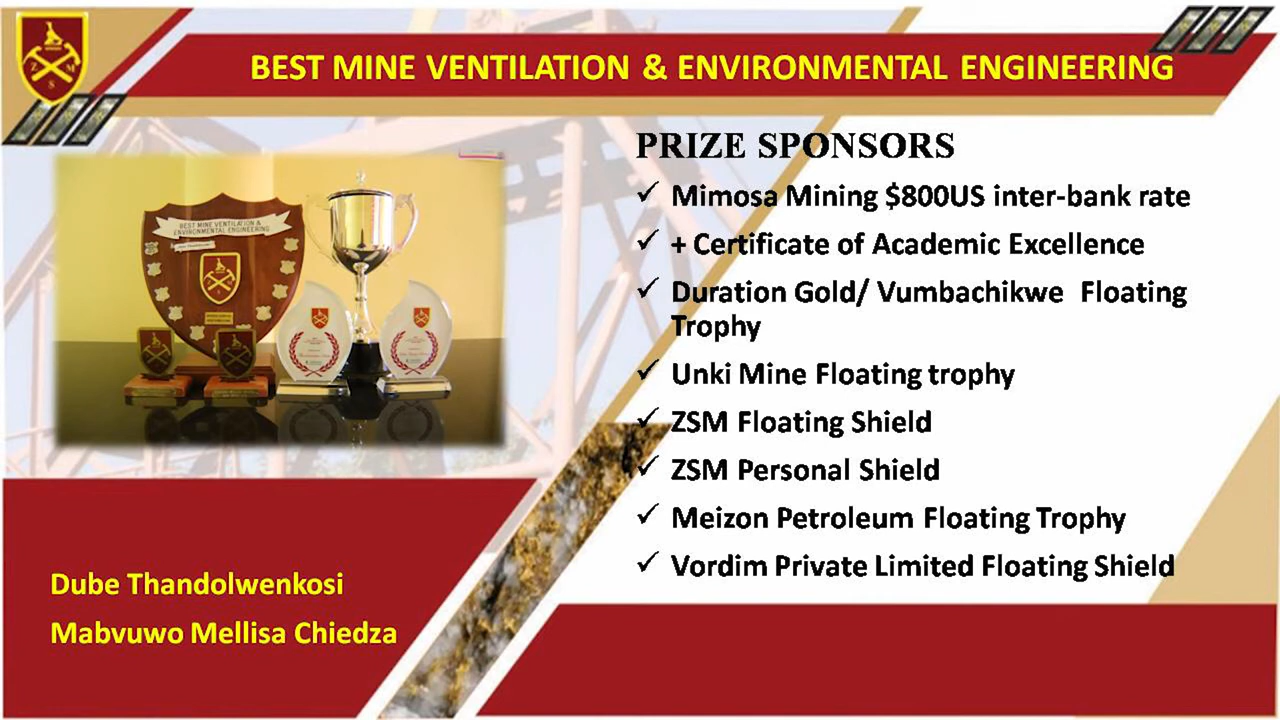 Z M
S
BEST MINE VENTILATION & ENVIRONMENTAL ENGINEERING
BEST MINE VENTILATION &
ENVIRONMENTAL ENGINEERING
PRIZE SPONSORS
✓ Mimosa Mining $800US inter-bank rate
✓ + Certificate of Academic Excellence
✓ Duration Gold/ Vumbachikwe Floating
Trophy
✓ Unki Mine Floating trophy
✓ ZSM Floating Shield
✓ ZSM Personal Shield
✓ Meizon Petroleum Floating Trophy
✓ Vordim Private Limited Floating Shield
Dube Thandolwenkosi
Mabvuwo Mellisa Chiedza